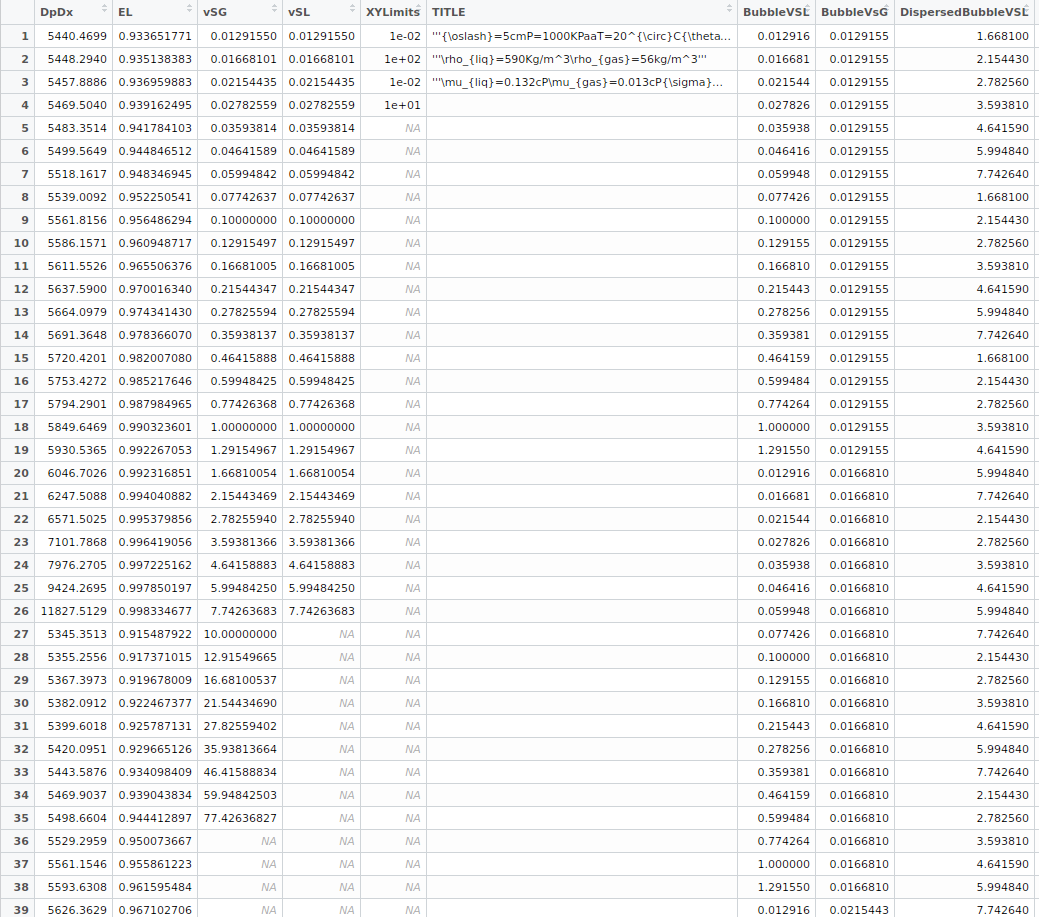 DpDx EL vSG vSL XYLimits TITLE BubbleVSL BubbleVsG DispersedBubbleVSL
1 5440.4699 0.933651771 0.01291550 0.01291550 1e-02 '''{\oslash}=5cmP=1000KPaaT=20^{\circ}C{\theta... 0.012916 0.0129155 1.668100
2 5448.2940 0.935138383 0.01668101 0.01668101 1e+02 '''\rho_{liq}=590Kg/m^3\rho_{gas}=56kg/m^3''' 0.016681 0.0129155 2.154430
3 5457.8886 0.936959883 0.02154435 0.02154435 1e-02 '''\mu_{liq}=0.132cP\mu_{gas}=0.013cP{\sigma}... 0.021544 0.0129155 2.782560
4 5469.5040 0.939162495 0.02782559 0.02782559 1e+01 0.027826 0.0129155 3.593810
5 5483.3514 0.941784103 0.03593814 0.03593814 NA 0.035938 0.0129155 4.641590
6 5499.5649 0.944846512 0.04641589 0.04641589 NA 0.046416 0.0129155 5.994840
7 5518.1617 0.948346945 0.05994842 0.05994842 NA 0.059948 0.0129155 7.742640
8 5539.0092 0.952250541 0.07742637 0.07742637 NA 0.077426 0.0129155 1.668100
9 5561.8156 0.956486294 0.10000000 0.10000000 NA 0.100000 0.0129155 2.154430
10 5586.1571 0.960948717 0.12915497 0.12915497 NA 0.129155 0.0129155 2.782560
11 5611.5526 0.965506376 0.16681005 0.16681005 NA 0.166810 0.0129155 3.593810
12 5637.5900 0.970016340 0.21544347 0.21544347 NA 0.215443 0.0129155 4.641590
13 5664.0979 0.974341430 0.27825594 0.27825594 NA 0.278256 0.0129155 5.994840
14 5691.3648 0.978366070 0.35938137 0.35938137 NA 0.359381 0.0129155 7.742640
15 5720.4201 0.982007080 0.46415888 0.46415888 NA 0.464159 0.0129155 1.668100
16 5753.4272 0.985217646 0.59948425 0.59948425 NA 0.599484 0.0129155 2.154430
17 5794.2901 0.987984965 0.77426368 0.77426368 NA 0.774264 0.0129155 2.782560
18 5849.6469 0.990323601 1.00000000 1.00000000 NA 1.000000 0.0129155 3.593810
19 5930.5365 0.992267053 1.29154967 1.29154967 NA 1.291550 0.0129155 4.641590
20 6046.7026 0.992316851 1.66810054 1.66810054 NA 0.012916 0.0166810 5.994840
21 6247.5088 0.994040882 2.15443469 2.15443469 NA 0.016681 0.0166810 7.742640
22 6571.5025 0.995379856 2.78255940 2.78255940 NA 0.021544 0.0166810 2.154430
23 7101.7868 0.996419056 3.59381366 3.59381366 NA 0.027826 0.0166810 2.782560
24 7976.2705 0.997225162 4.64158883 4.64158883 NA 0.035938 0.0166810 3.593810
25 9424.2695 0.997850197 5.99484250 5.99484250 NA 0.046416 0.0166810 4.641590
26 11827.5129 0.998334677 7.74263683 7.74263683 NA 0.059948 0.0166810 5.994840
27 5345.3513 0.915487922 10.00000000 NA NA 0.077426 0.0166810 7.742640
28 5355.2556 0.917371015 12.91549665 NA NA 0.100000 0.0166810 2.154430
29 5367.3973 0.919678009 16.68100537 NA NA 0.129155 0.0166810 2.782560
30 5382.0912 0.922467377 21.54434690 NA NA 0.166810 0.0166810 3.593810
31 5399.6018 0.925787131 27.82559402 NA NA 0.215443 0.0166810 4.641590
32 5420.0951 0.929665126 35.93813664 NA NA 0.278256 0.0166810 5.994840
33 5443.5876 0.934098409 46.41588834 NA NA 0.359381 0.0166810 7.742640
34 5469.9037 0.939043834 59.94842503 NA NA 0.464159 0.0166810 2.154430
35 5498.6604 0.944412897 77.42636827 NA NA 0.599484 0.0166810 2.782560
36 5529.2959 0.950073667 NA NA NA 0.774264 0.0166810 3.593810
37 5561.1546 0.955861223 NA NA NA 1.000000 0.0166810 4.641590
38 5593.6308 0.961595484 NA NA NA 1.291550 0.0166810 5.994840
39 5626.3629 0.967102706 NA NA NA 0.012916 0.0215443 7.742640